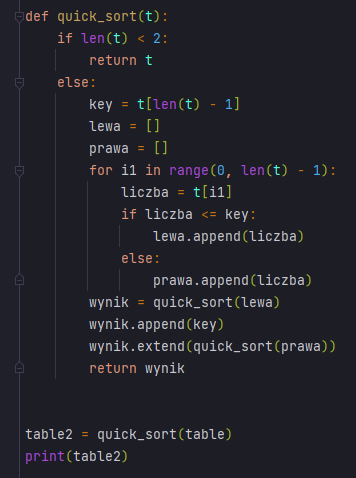 def quick_sort(t):
    if len(t) < 2:
        return t
    else:
        key = t[len(t) - 1]
        lewa = []
        prawa = []
        for i1 in range(0, len(t) - 1):
            liczba = t[i1]
            if liczba <= key:
                lewa.append(liczba)
            else:
                prawa.append(liczba)
        wynik = quick_sort(lewa)
        wynik.append(key)
        wynik.extend(quick_sort(prawa))
        return wynik
table2 = quick_sort(table)
print(table2)